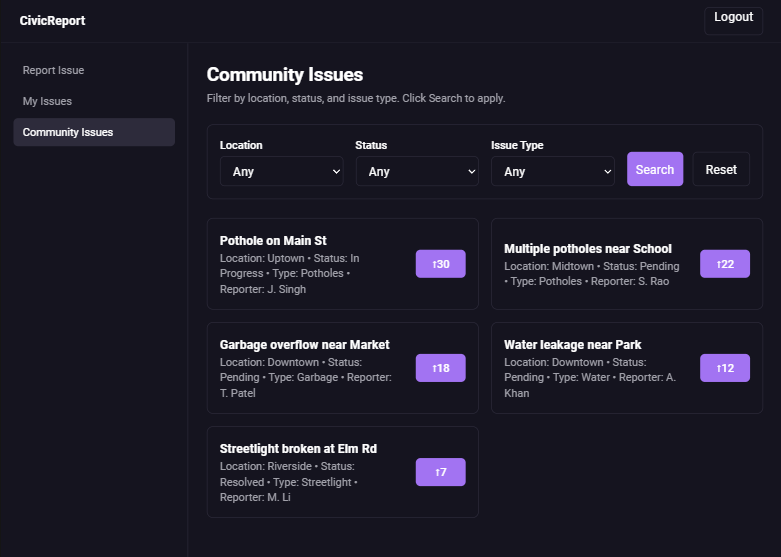 CivicReport
Logout
Report Issue
My Issues
Community Issues
Community Issues
Filter by location, status, and issue type. Click Search to apply.
Location
Status
Issue Type
Any
Any
Any
Search
Reset
Pothole on Main St
Location: Uptown • Status: In
Progress • Type: Potholes •
Reporter: J. Singh
↑30
Multiple potholes near School
Location: Midtown • Status: Pending
• Type: Potholes • Reporter: S. Rao
↑22
Garbage overflow near Market
Location: Downtown • Status:
Pending • Type: Garbage • Reporter:
T. Patel
↑18
Water leakage near Park
Location: Downtown • Status:
Pending • Type: Water • Reporter: A.
Khan
↑12
Streetlight broken at Elm Rd
Location: Riverside • Status:
Resolved • Type: Streetlight •
Reporter: M. Li
↑7